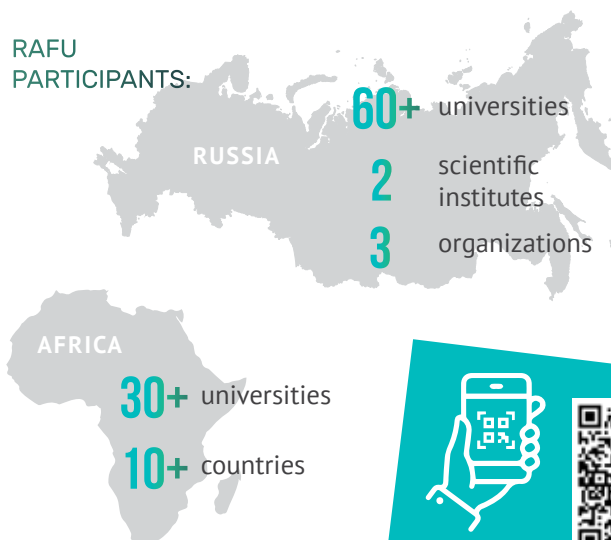 RAFU
PARTICIPANTS:
RUSSIA
60+ universities
2 scientific
institutes
3 organizations
AFRICA
30+ universities
10+ countries